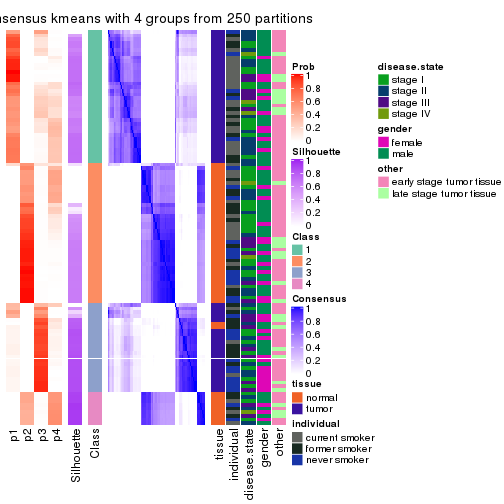 sensus kmeans with 4 groups from 250 partitions
Prob
1
0.8
0.6
0.4
0.2
0
Silhouette
1
0.8
0.6
0.4
0.2
0
Class
1
2
3
4
Consensus
1
0.8
0.6
0.4
0.2
0
tissue
normal
tumor
individual
current smoker
former smoker
never smoker
disease.state
stage I
stage II
stage III
stage IV
gender
female
male
other
early stage tumor tissue
late stage tumor tissue
p1
p2
p3
p4
Silhouette
Class
tissue
individual
disease.state
gender
other